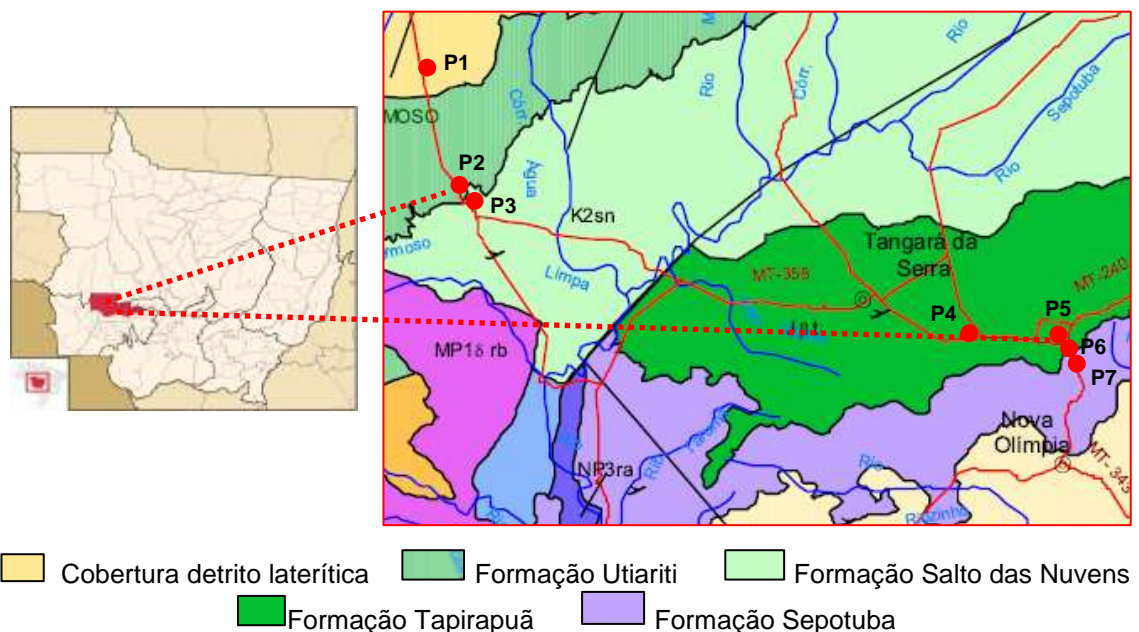 P1
MOSO
P2
P3
Córr.
Água
Rio
Córr.
Rio
Sepotuba
Rio
K2sn
Limpa
Tangará da
Serra
MT-358
MT-240
P4
P5
P6
P7
MP1δ rb
NP3ra
Nova
Olímpia
MT-343
Rio
Riozinho
Cobertura detrito laterítica
Formação Utiariti
Formação Salto das Nuvens
Formação Tapirapuã
Formação Sepotuba